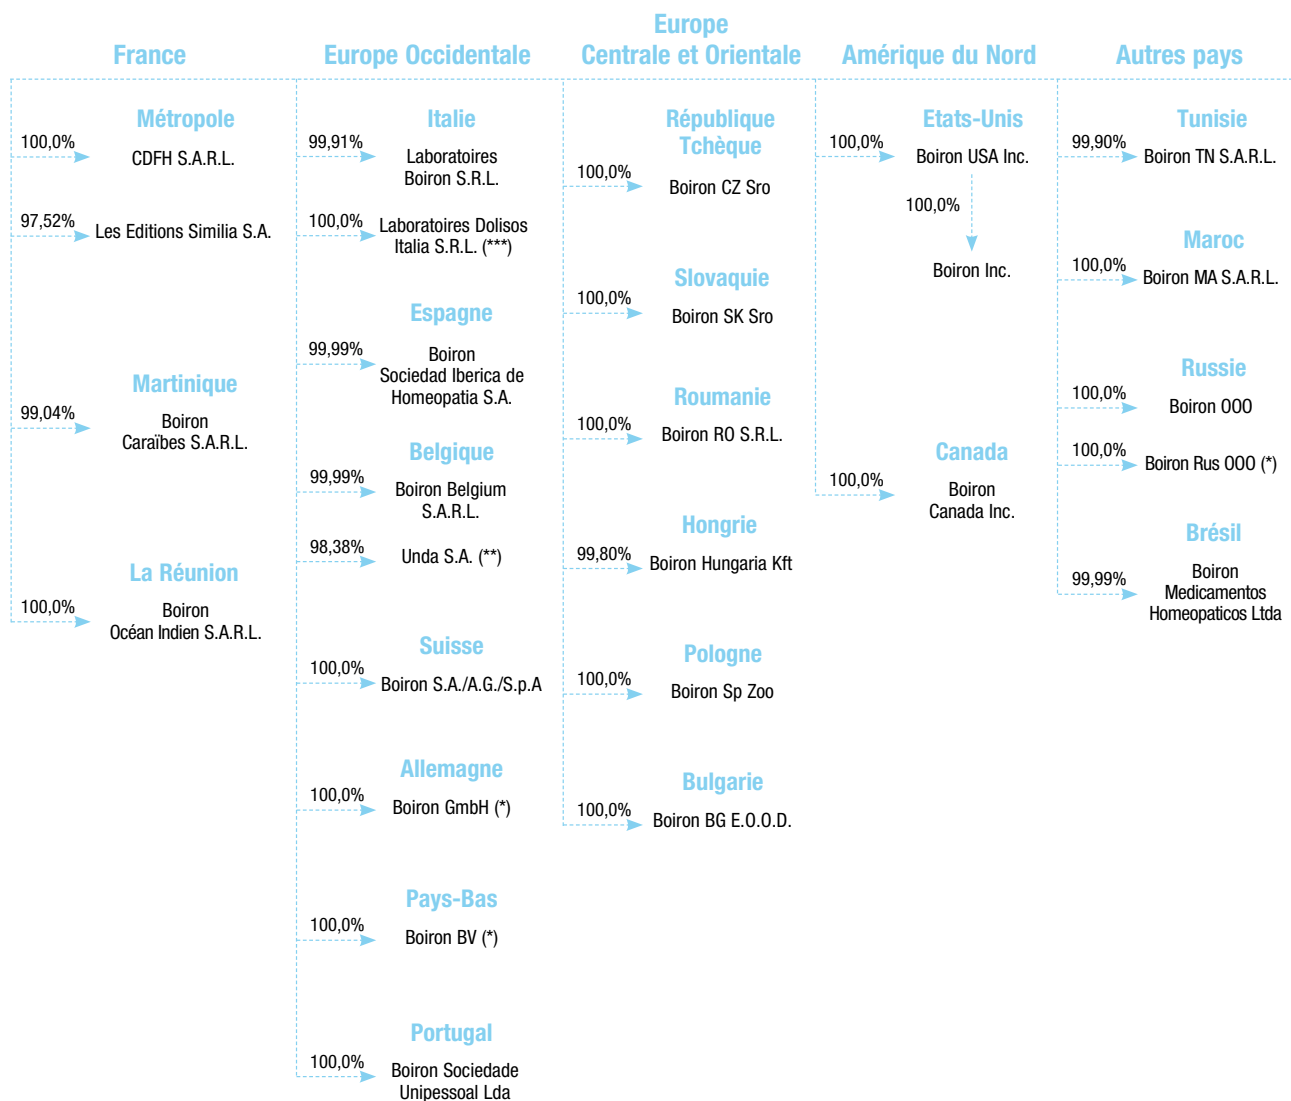 France
Europe Occidentale
Europe
Centrale et Orientale
Amérique du Nord
Autres pays
Métropole
100,0%
CDFH S.A.R.L.
97,52%
Les Editions Similia S.A.
Martinique
99,04%
Boiron
Caraïbes S.A.R.L.
La Réunion
100,0%
Boiron
Océan Indien S.A.R.L.
Italie
99,91%
Laboratoires
Boiron S.R.L.
100,0%
Laboratoires Dolisos
Italia S.R.L. (***)
Espagne
99,99%
Boiron
Sociedad Iberica de
Homeopatia S.A.
Belgique
99,99%
Boiron Belgium
S.A.R.L.
98,38%
Unda S.A. (**)
Suisse
100,0%
Boiron S.A./A.G./S.p.A
Allemagne
100,0%
Boiron GmbH (*)
Pays-Bas
100,0%
Boiron BV (*)
Portugal
100,0%
Boiron Sociedade
Unipessoal Lda
République
Tchèque
100,0%
Boiron CZ Sro
Slovaquie
100,0%
Boiron SK Sro
Roumanie
100,0%
Boiron RO S.R.L.
Hongrie
99,80%
Boiron Hungaria Kft
Pologne
100,0%
Boiron Sp Zoo
Bulgarie
100,0%
Boiron BG E.O.O.D.
Etats-Unis
100,0%
Boiron USA Inc.
100,0%
Boiron Inc.
Canada
100,0%
Boiron
Canada Inc.
Tunisie
99,90%
Boiron TN S.A.R.L.
Maroc
100,0%
Boiron MA S.A.R.L.
Russie
100,0%
Boiron OOO
100,0%
Boiron Rus OOO (*)
Brésil
99,99%
Boiron
Medicamentos
Homeopaticos Ltda